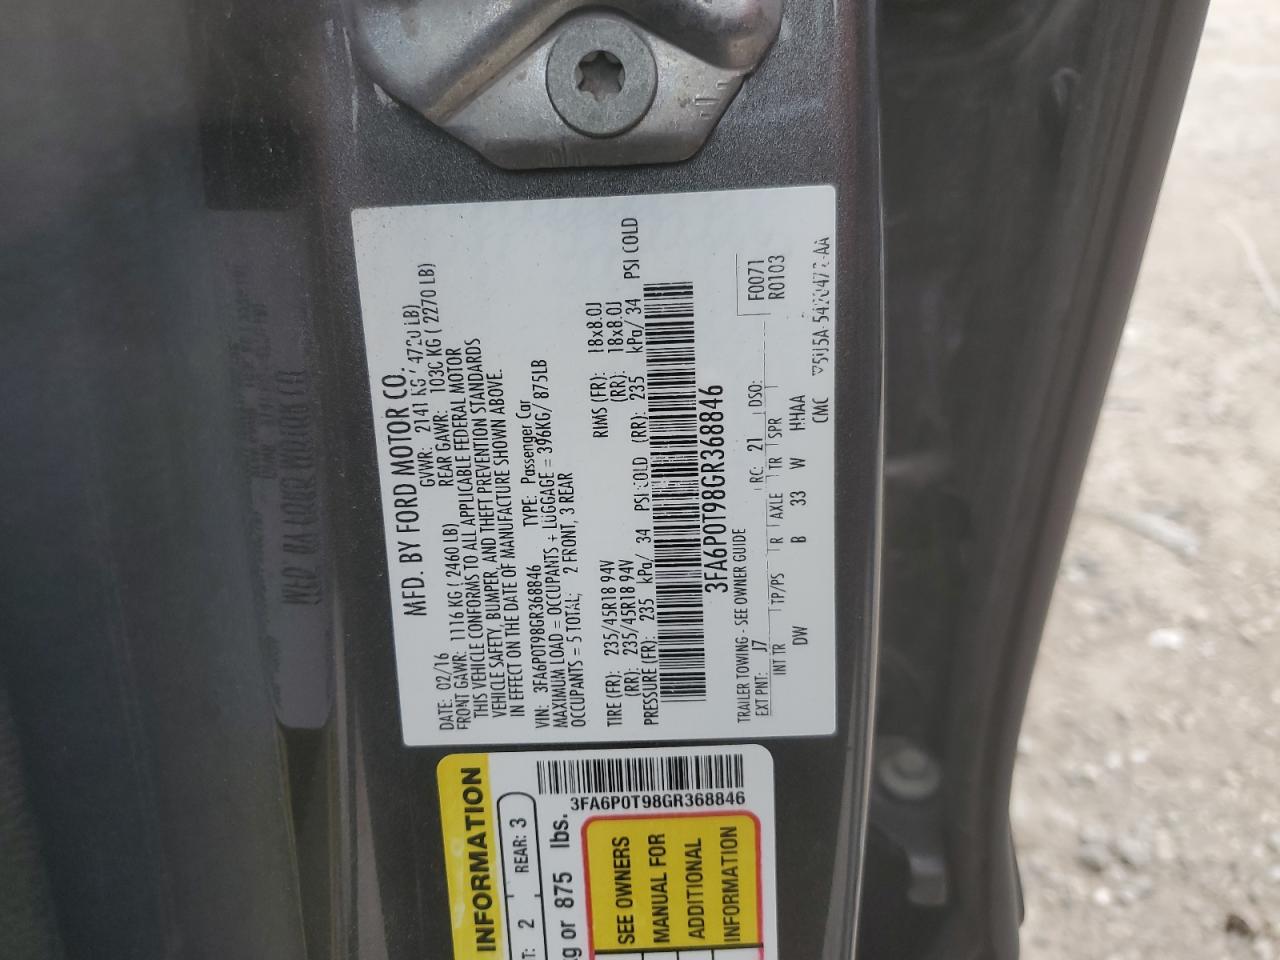 MFD. BY FORD MOTOR CO.
DATE: 02/16 GVWR: 2141 KG ( 4720 LB)
FRONT GAWR: 1116 KG ( 2460 LB) REAR GAWR: 1030 KG ( 2270 LB)
THIS VEHICLE CONFORMS TO ALL APPLICABLE FEDERAL MOTOR
VEHICLE SAFETY, BUMPER, AND THEFT PREVENTION STANDARDS
IN EFFECT ON THE DATE OF MANUFACTURE SHOWN ABOVE.
VIN: 3FA6P0T98GR368846 TYPE: Passenger Car
MAXIMUM LOAD = OCCUPANTS + LUGGAGE = 396KG/ 875LB
OCCUPANTS = 5 TOTAL; 2 FRONT, 3 REAR
TIRE (FR): 235/45R18 94V RIMS (FR): 18x8.0J
(RR): 235/45R18 94V (RR): 18x8.0J
PRESSURE (FR): 235 kPa/ 34 PSI COLD (RR): 235 kPa/ 34 PSI COLD
3FA6P0T98GR368846
TRAILER TOWING - SEE OWNER GUIDE F0071
EXT PNT: J7 RC: 21 DSO: R0103
INT TR TP/PS R AXLE TR SPR
DW B 33 W HHAA
CMC
3FA6P0T98GR368846
INFORMATION
T: 2 REAR: 3
kg or 875 lbs.
SEE OWNERS
MANUAL FOR
ADDITIONAL
INFORMATION